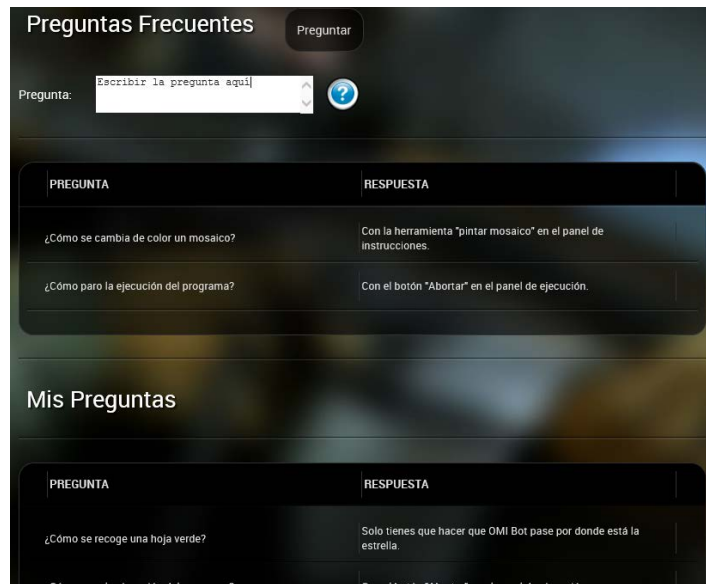 Preguntas Frecuentes
Preguntar
Pregunta:
Escribir la pregunta aquí
?
PREGUNTA RESPUESTA
¿Cómo se cambia de color un mosaico? Con la herramienta "pintar mosaico" en el panel de
instrucciones.
¿Cómo paro la ejecución del programa? Con el botón "Abortar" en el panel de ejecución.
Mis Preguntas
PREGUNTA RESPUESTA
¿Cómo se recoge una hoja verde? Solo tienes que hacer que OMI Bot pase por donde está la
estrella.